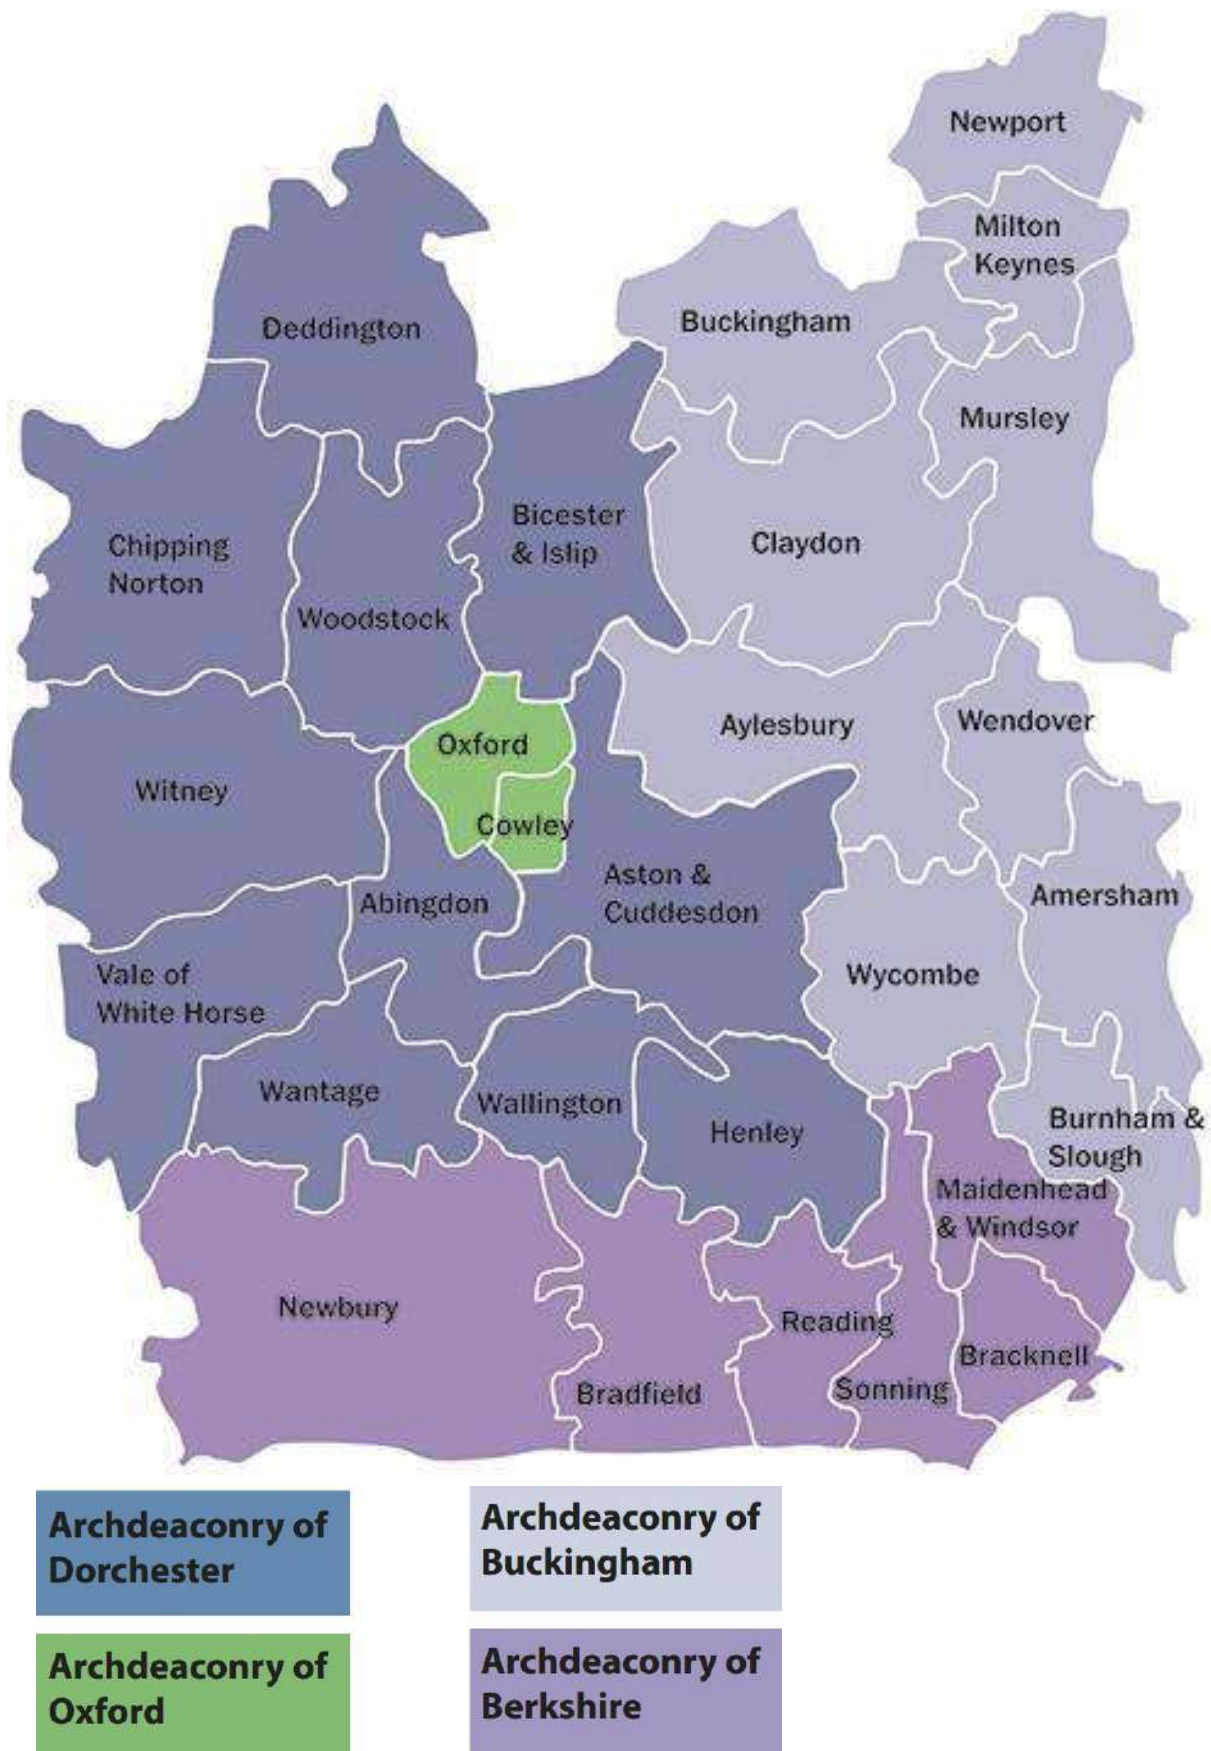 Newport
Milton
Keynes
Buckingham
Deddington
Mursley
Bicester
& Islip
Claydon
Chipping
Norton
Woodstock
Aylesbury
Wendover
Oxford
Witney
Cowley
Aston &
Cuddesdon
Amersham
Abingdon
Vale of
White Horse
Wycombe
Wantage
Wallington
Henley
Burnham &
Slough
Maidenhead
& Windsor
Newbury
Reading
Bracknell
Bradfield
Sonning
Archdeaconry of
Dorchester
Archdeaconry of
Buckingham
Archdeaconry of
Oxford
Archdeaconry of
Berkshire